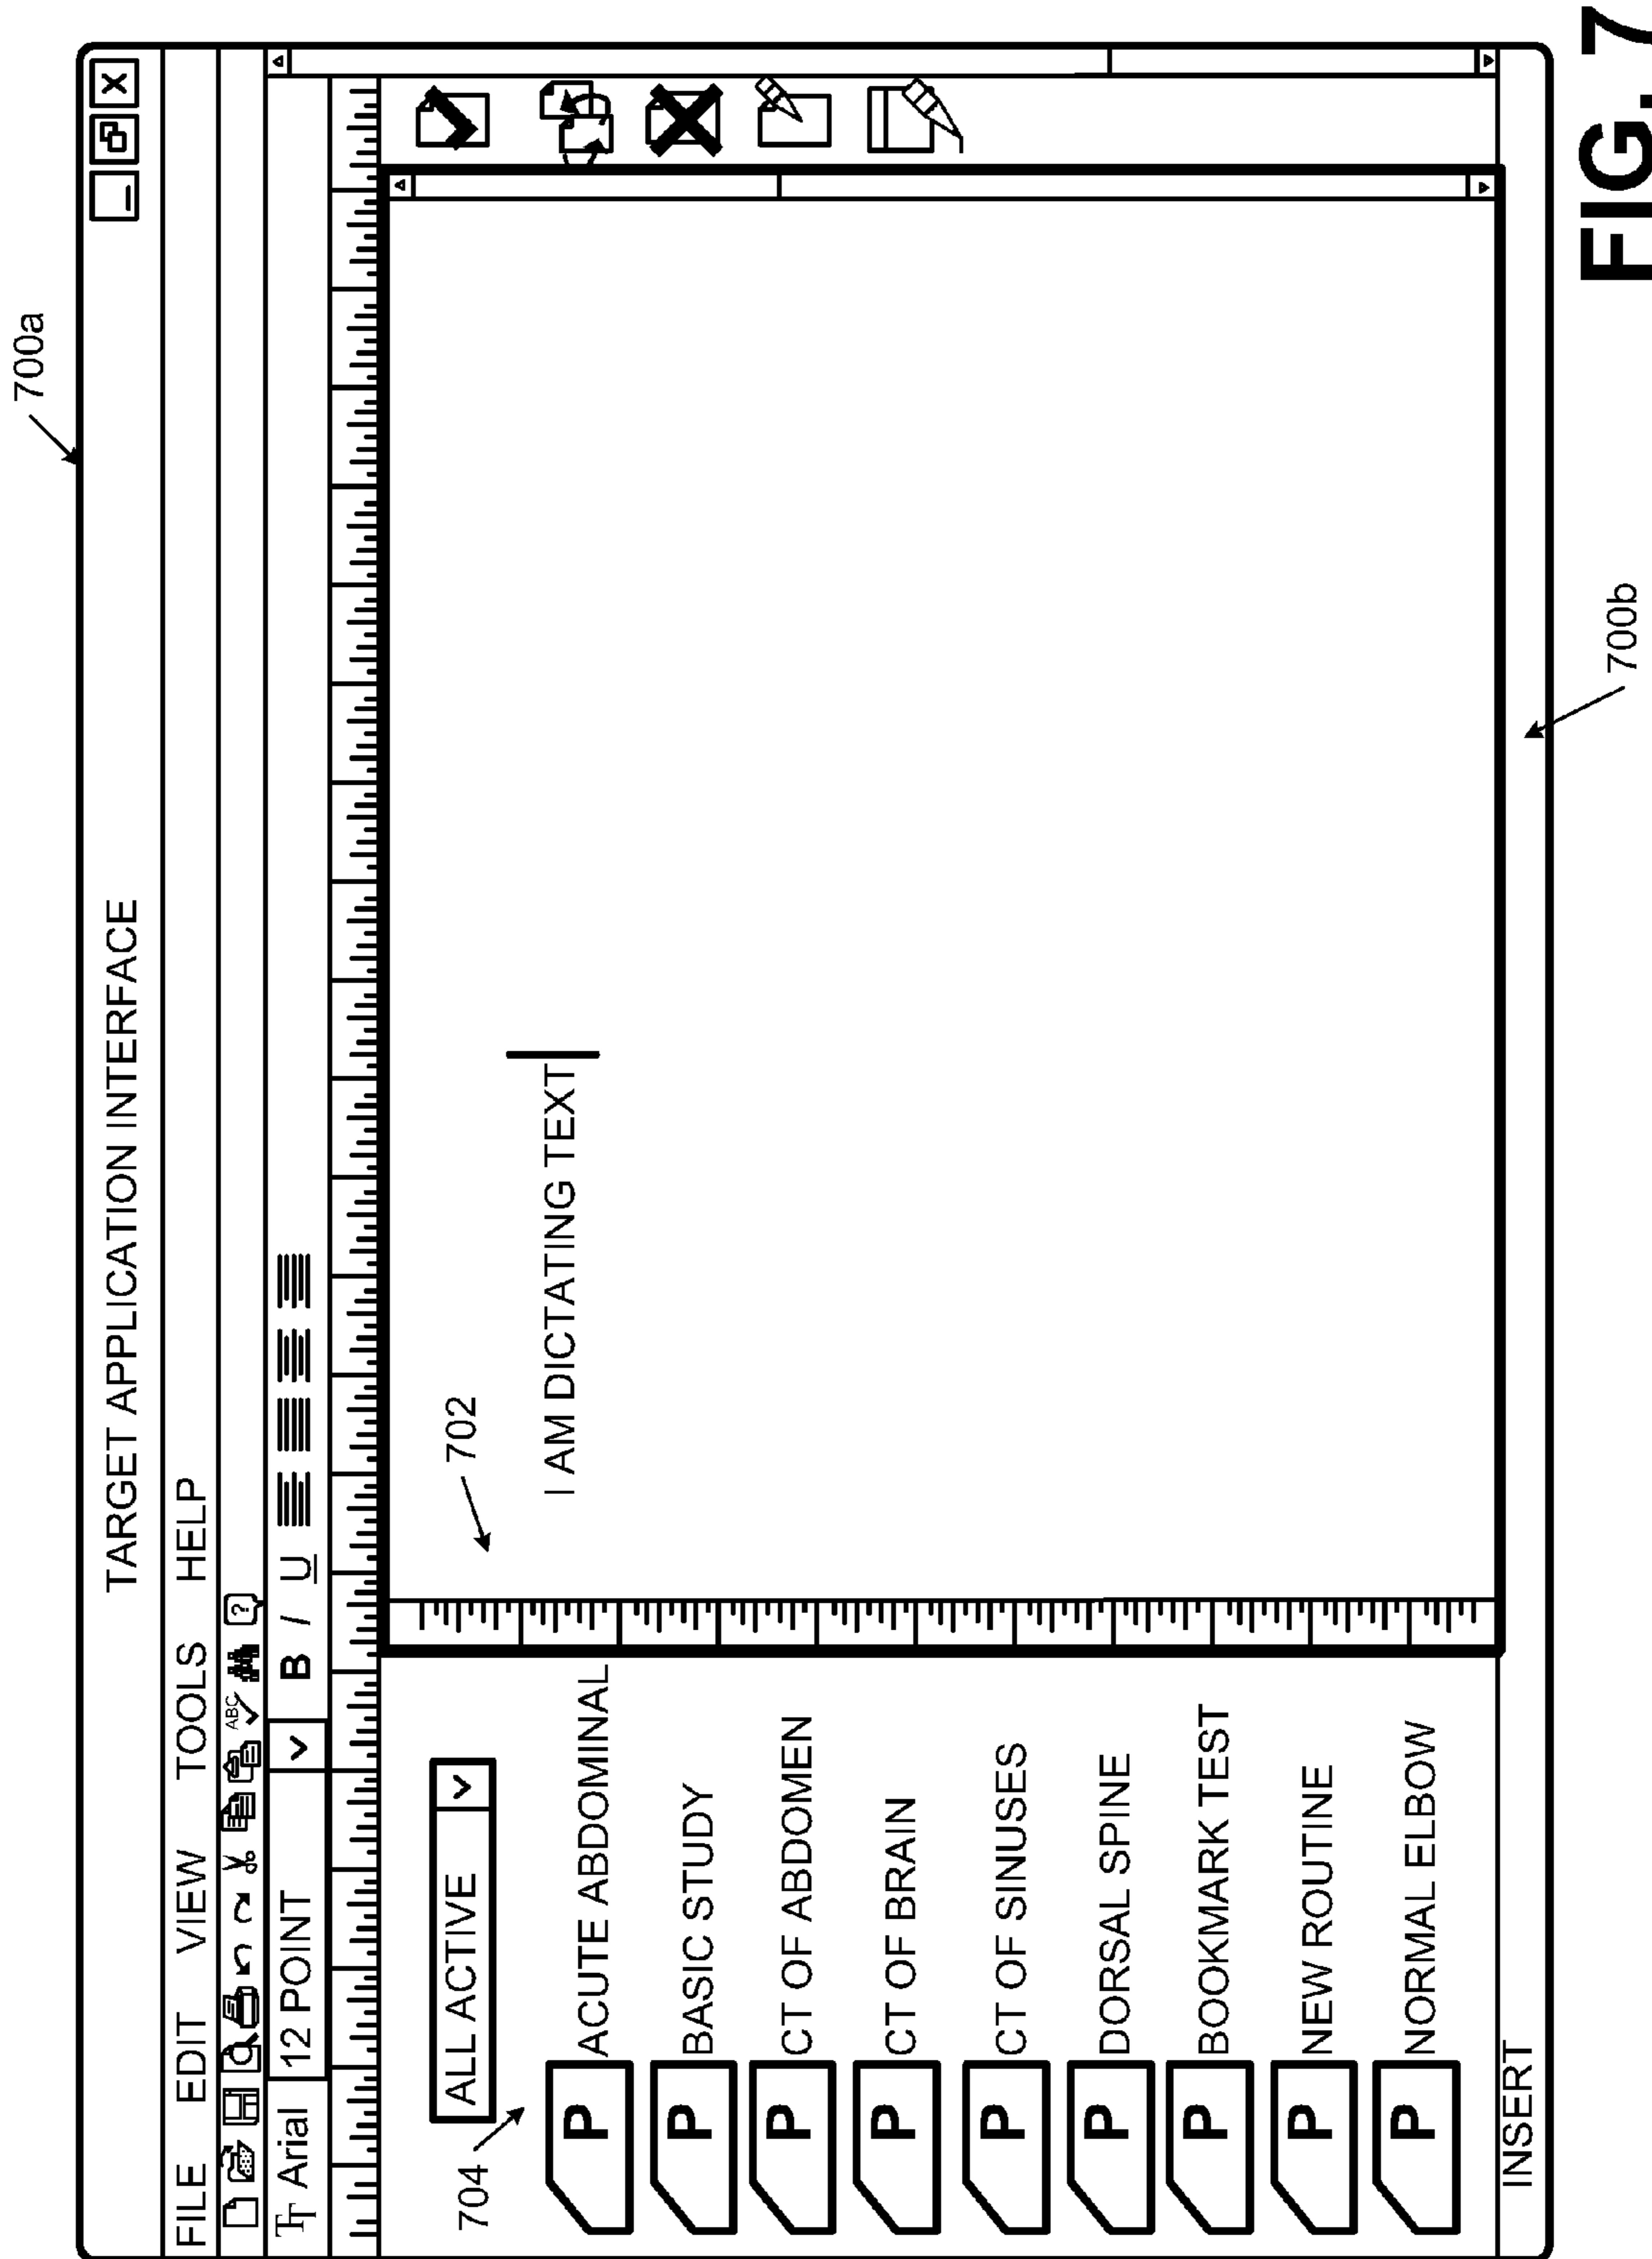 700a
TARGET APPLICATION INTERFACE
X
FILE EDIT VIEW TOOLS HELP
ABC ?
TT Arial 12 POINT B I U
702
704
ALL ACTIVE
I AM DICTATING TEXT
P ACUTE ABDOMINAL
P BASIC STUDY
P CT OF ABDOMEN
P CT OF BRAIN
P CT OF SINUSES
P DORSAL SPINE
P BOOKMARK TEST
P NEW ROUTINE
P NORMAL ELBOW
INSERT
700b
FIG. 7